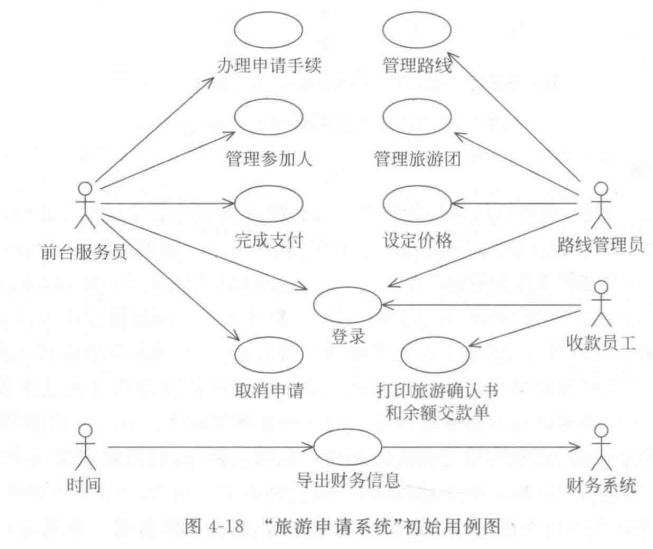 办理申请手续
管理路线
管理参加人
管理旅游团
前台服务员
完成支付
设定价格
路线管理员
登录
收款员工
取消申请
打印旅游确认书
和余额交款单
时间
导出财务信息
财务系统
图 4-18 “旅游申请系统”初始用例图